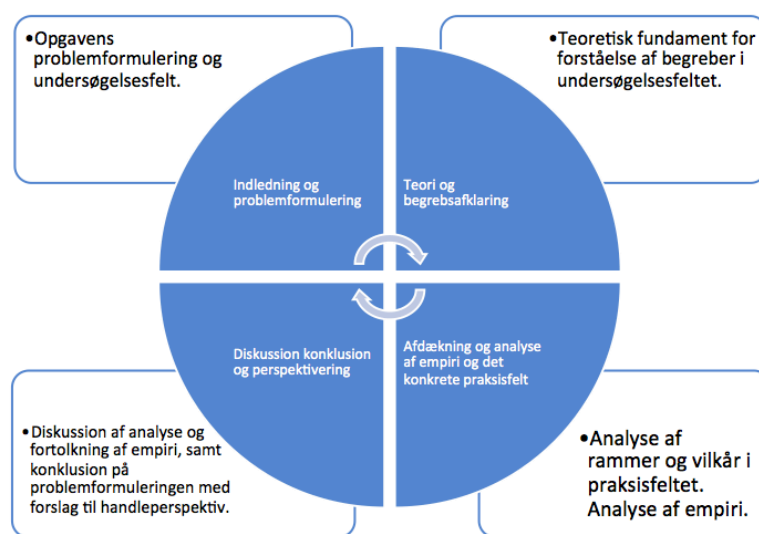 •Opgavens
problemformulering og
undersøgelsesfelt.
•Teoretisk fundament for
forståelse af begreber i
undersøgelsesfeltet.
Indledning og
problemformulering
Teori og
begrebsafklaring
Diskussion konklusion
og perspektivering
Afdækning og analyse
af empiri og det
konkrete praksisfelt
•Diskussion af analyse og
fortolkning af empiri, samt
konklusion på
problemformuleringen med
forslag til handleperspektiv.
•Analyse af
rammer og vilkår i
praksisfeltet.
Analyse af empiri.